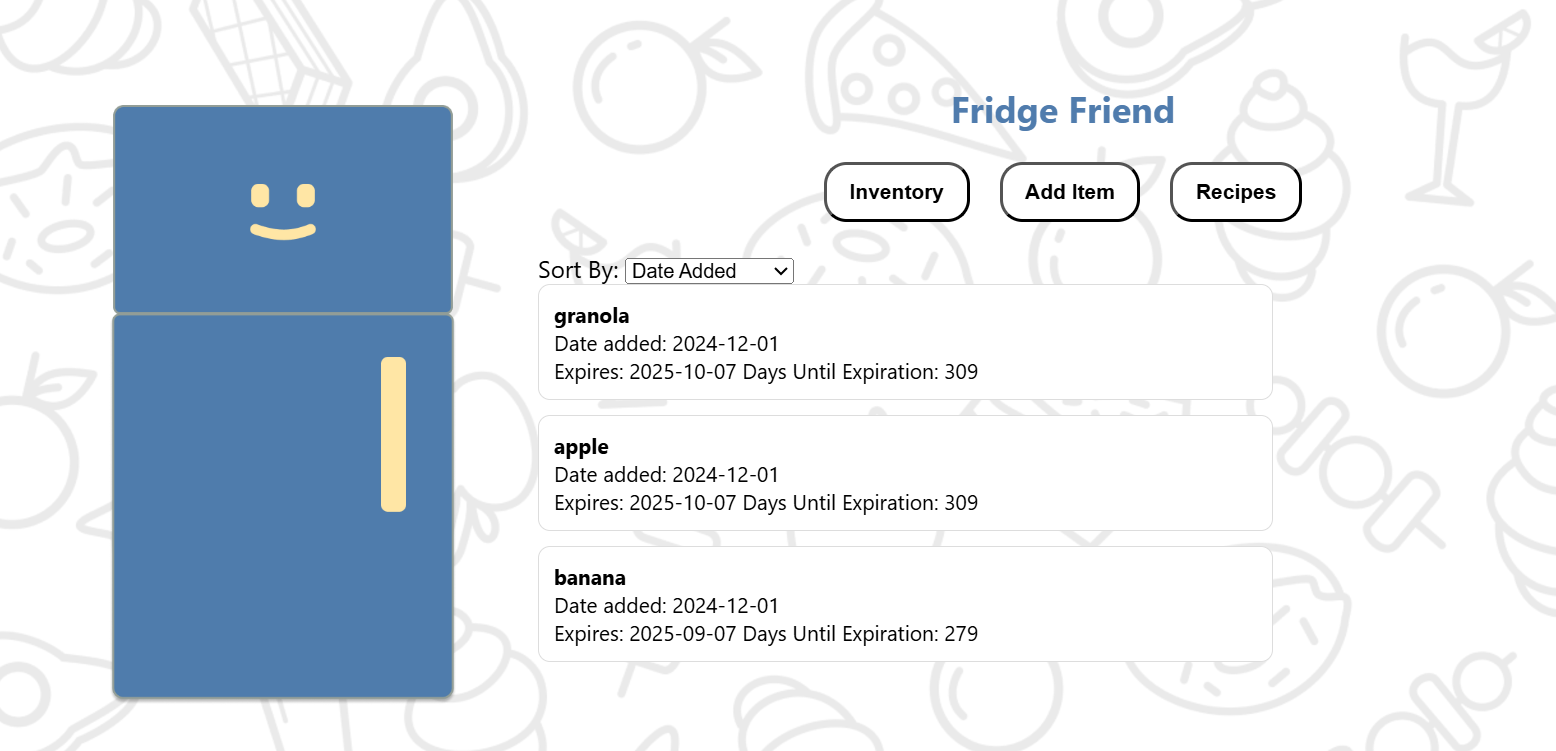 Fridge Friend
Inventory
Add Item
Recipes
Sort By: Date Added
granola
Date added: 2024-12-01
Expires: 2025-10-07 Days Until Expiration: 309
apple
Date added: 2024-12-01
Expires: 2025-10-07 Days Until Expiration: 309
banana
Date added: 2024-12-01
Expires: 2025-09-07 Days Until Expiration: 279